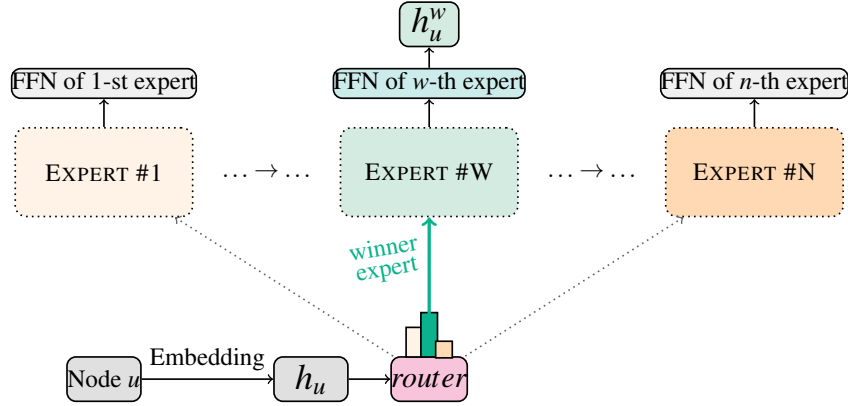 h_u^w
FFN of 1-st expert
FFN of w-th expert
FFN of n-th expert
EXPERT #1
… → …
EXPERT #W
… → …
EXPERT #N
winner
expert
Node u
Embedding
h_u
router